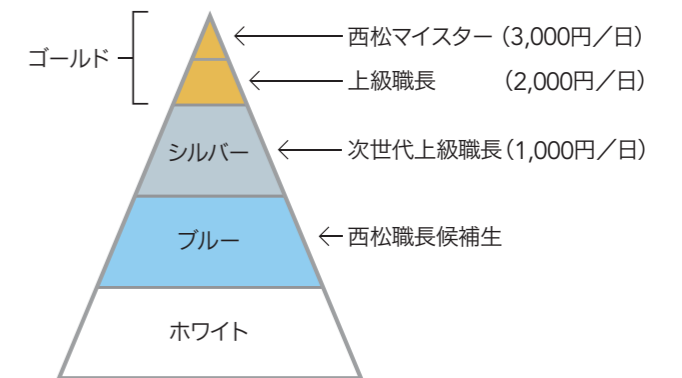 西松マイスター（3,000円／日）
ゴールド
上級職長　　（2,000円／日）
シルバー
次世代上級職長（1,000円／日）
ブルー
西松職長候補生
ホワイト